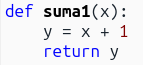 def suma1(x):
    y = x + 1
    return y